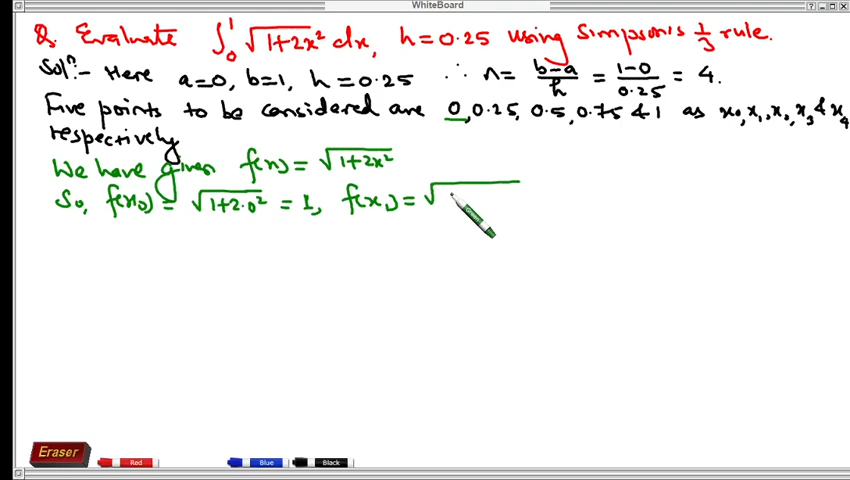 WhiteBoard
Q. Evaluate ∫₀¹ √1+2x² dx, h=0.25 using Simpson's 1/3 rule.
Solⁿ:- Here a=0, b=1, h=0.25 ∴ n= b-a/h = 1-0/0.25 = 4.
Five points to be considered are 0, 0.25, 0.5, 0.75 & 1 as x₀, x₁, x₂, x₃ & x₄
respectively
We have given f(x) = √1+2x²
So, f(x₀) = √1+2·0² = 1, f(x₁) = √
Eraser
Red
Blue
Black